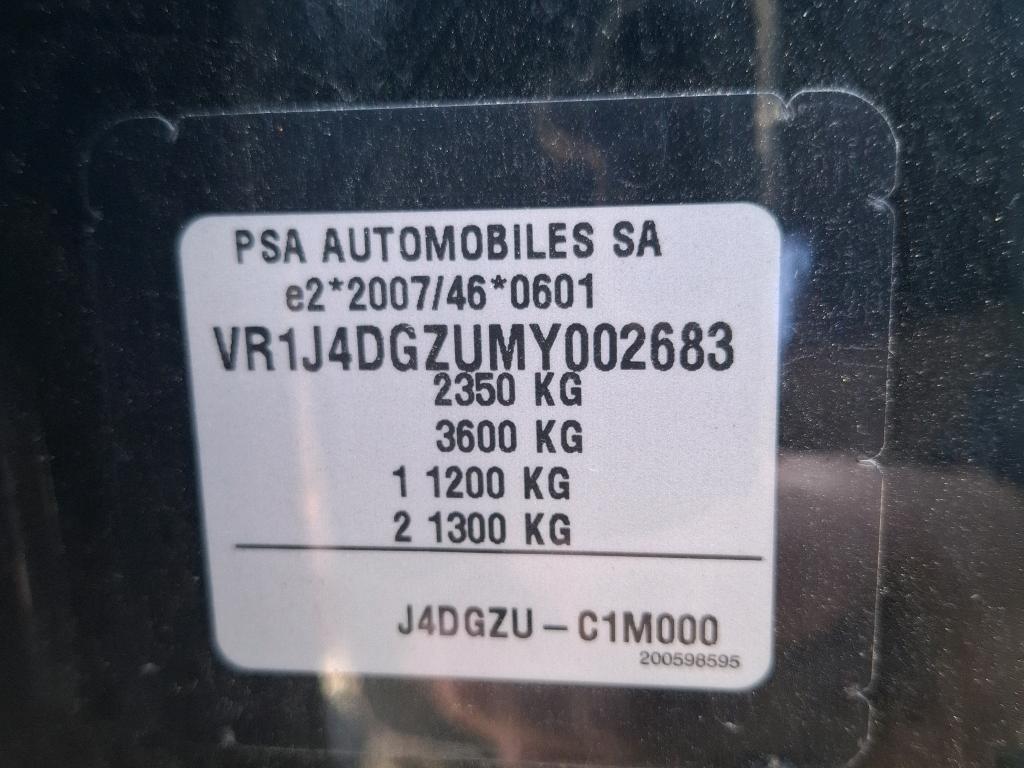 PSA AUTOMOBILES SA
e2*2007/46*0601
VR1J4DGZUMY002683
2350 KG
3600 KG
1 1200 KG
2 1300 KG
J4DGZU – C1M000
200598595